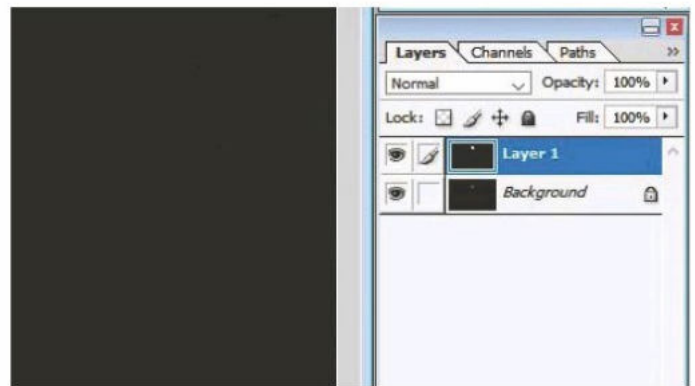 Layers Channels Paths
Normal Opacity: 100%
Lock: Fill: 100%
Layer 1
Background